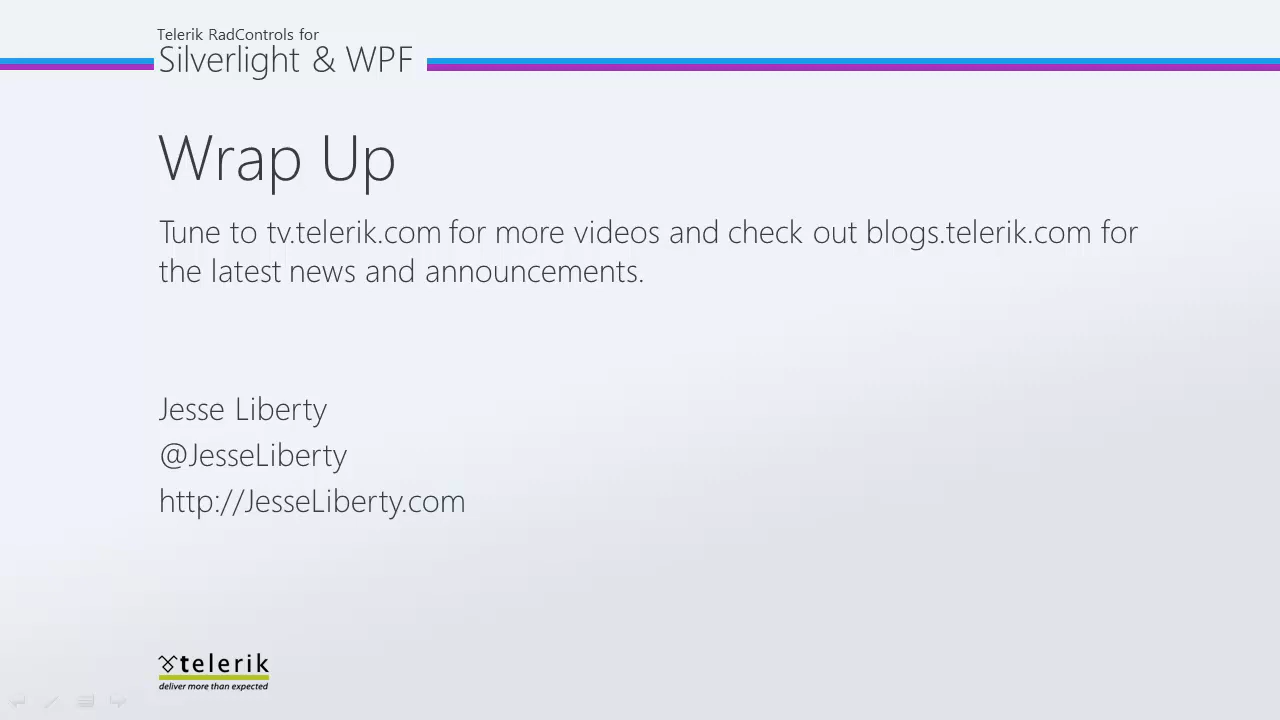 Telerik RadControls for
Silverlight & WPF
Wrap Up
Tune to tv.telerik.com for more videos and check out blogs.telerik.com for
the latest news and announcements.
Jesse Liberty
@JesseLiberty
http://JesseLiberty.com
telerik
deliver more than expected